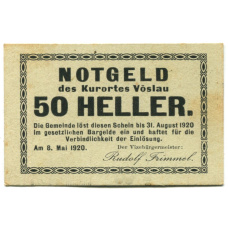 NOTGELD
des Kurortes Vöslau
50 HELLER.
Die Gemeinde löst diesen Schein bis 31. August 1920
im gesetzlichen Bargelde ein und haftet für die
Verbindlichkeit der Einlösung.
Am 8. Mai 1920. Der Vizebürgermeister:
Rudolf Frimmel.